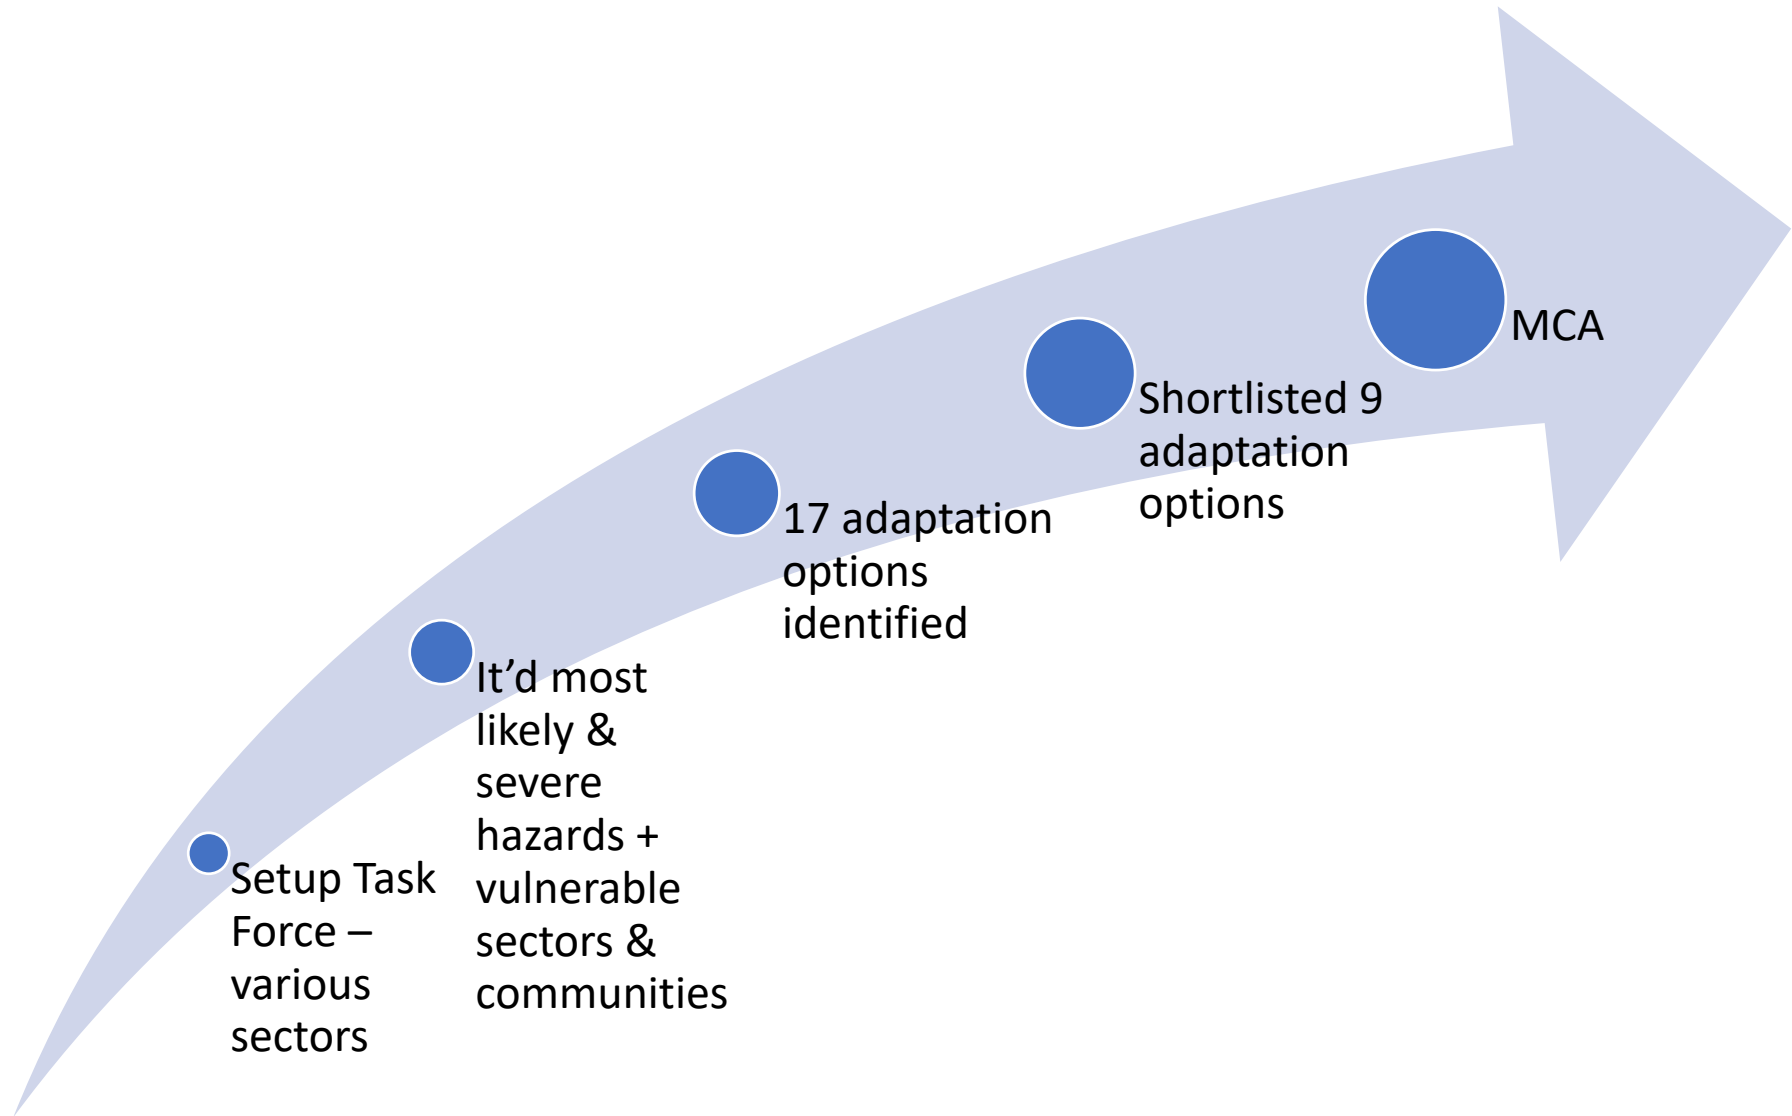 Setup Task
Force –
various
sectors
It’d most
likely &
severe
hazards +
vulnerable
sectors &
communities
17 adaptation
options
identified
Shortlisted 9
adaptation
options
MCA